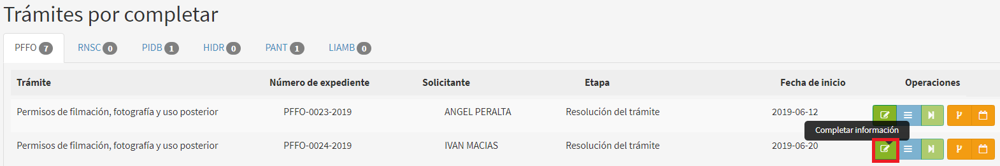 Trámites por completar
PFFO 7 RNSC 0 PIDB 1 HIDR 0 PANT 1 LIAMB 0
Trámite Número de expediente Solicitante Etapa Fecha de inicio Operaciones
Permisos de filmación, fotografía y uso posterior PFFO-0023-2019 ANGEL PERALTA Resolución del trámite 2019-06-12
Completar información
Permisos de filmación, fotografía y uso posterior PFFO-0024-2019 IVAN MACIAS Resolución del trámite 2019-06-20